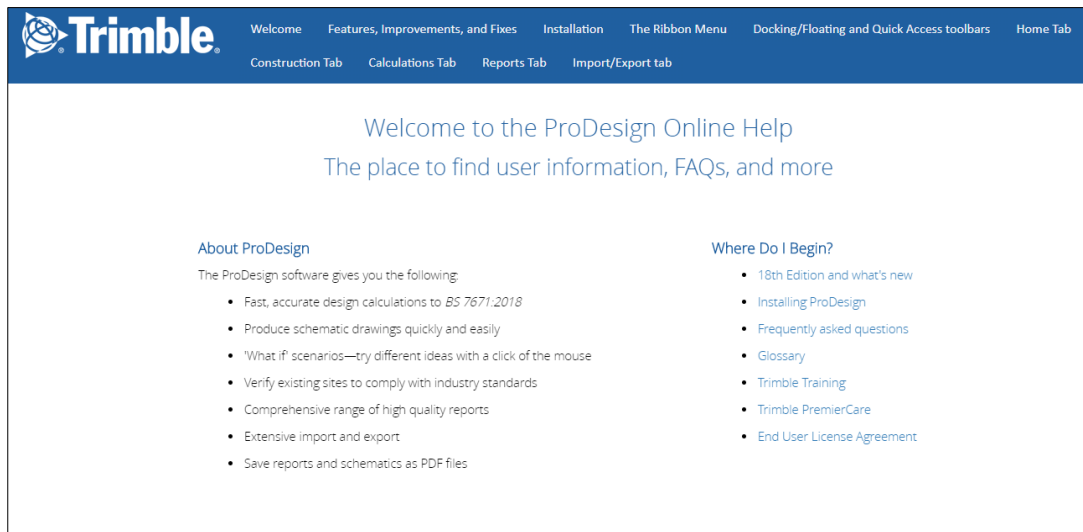 Trimble.
Welcome Features, Improvements, and Fixes Installation The Ribbon Menu Docking/Floating and Quick Access toolbars Home Tab
Construction Tab Calculations Tab Reports Tab Import/Export tab
Welcome to the ProDesign Online Help
The place to find user information, FAQs, and more
About ProDesign
The ProDesign software gives you the following:
• Fast, accurate design calculations to BS 7671:2018
• Produce schematic drawings quickly and easily
• 'What if' scenarios—try different ideas with a click of the mouse
• Verify existing sites to comply with industry standards
• Comprehensive range of high quality reports
• Extensive import and export
• Save reports and schematics as PDF files
Where Do I Begin?
• 18th Edition and what's new
• Installing ProDesign
• Frequently asked questions
• Glossary
• Trimble Training
• Trimble PremierCare
• End User License Agreement